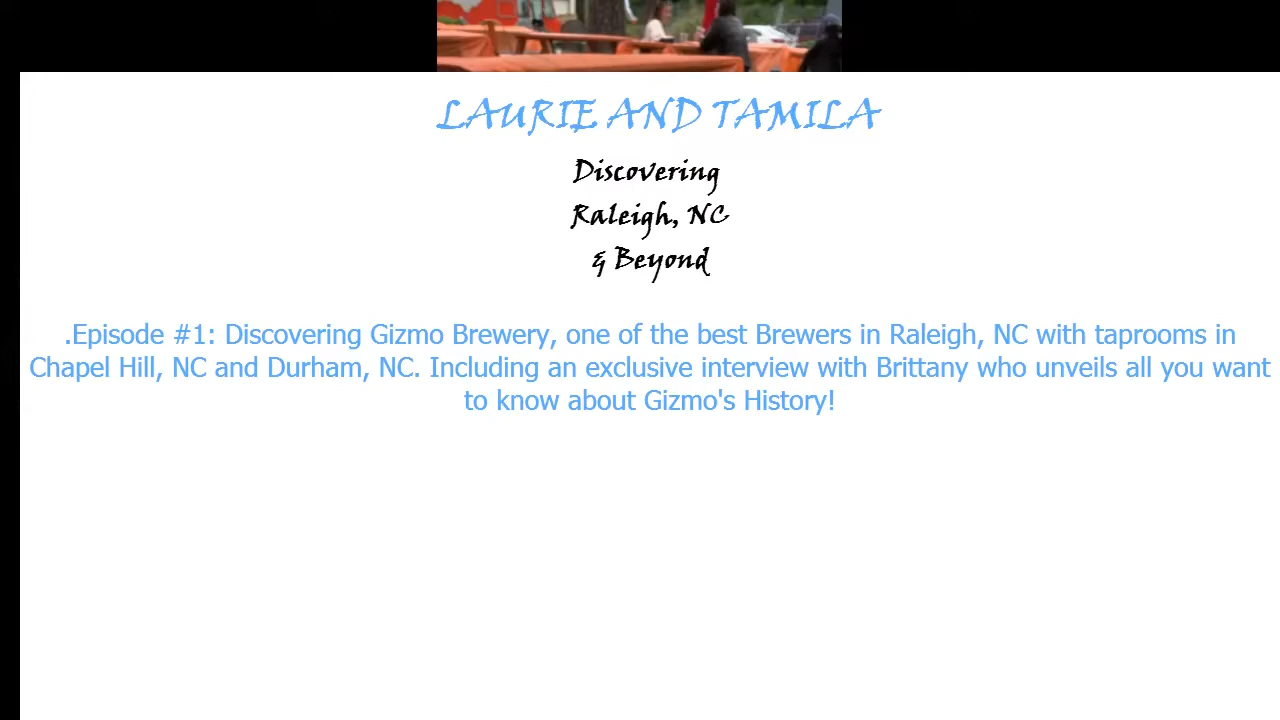 LAURIE AND TAMILA
Discovering
Raleigh, NC
& Beyond
.Episode #1: Discovering Gizmo Brewery, one of the best Brewers in Raleigh, NC with taprooms in
Chapel Hill, NC and Durham, NC. Including an exclusive interview with Brittany who unveils all you want
to know about Gizmo's History!